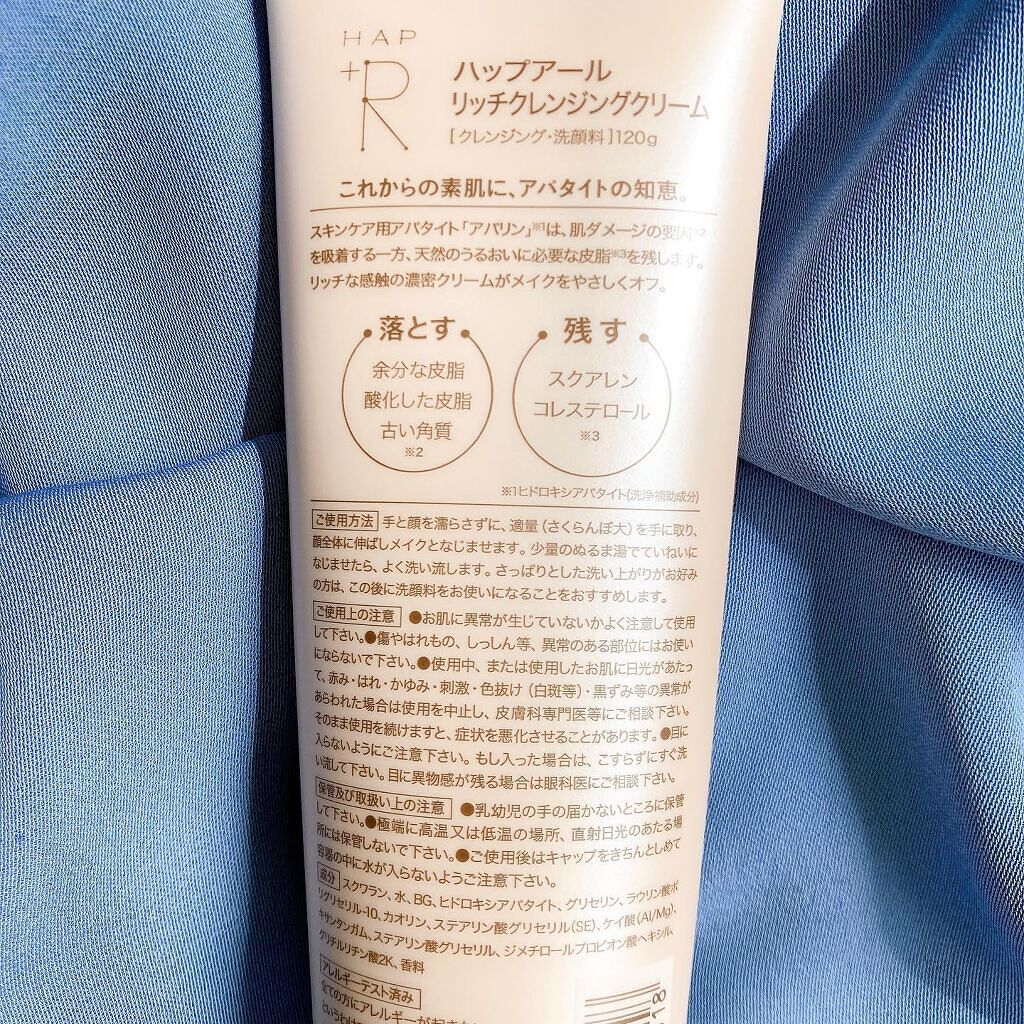 HAP
+R
ハップアール
リッチクレンジングクリーム
[クレンジング・洗顔料]120g
これからの素肌に、アパタイトの知恵。
スキンケア用アパタイト「アパリン」※1は、肌ダメージの要因※2
を吸着する一方、天然のうるおいに必要な皮脂※3を残します。
リッチな感触の濃密クリームがメイクをやさしくオフ。
落とす
余分な皮脂
酸化した皮脂
古い角質
※2
残す
スクアレン
コレステロール
※3
※1ヒドロキシアパタイト(洗浄補助成分)
ご使用方法 手と顔を濡らさずに、適量(さくらんぼ大)を手に取り、
顔全体に伸ばしメイクとなじませます。少量のぬるま湯でていねいに
なじませたら、よく洗い流します。さっぱりとした洗い上がりがお好み
の方は、この後に洗顔料をお使いになることをおすすめします。
ご使用上の注意 ●お肌に異常が生じていないかよく注意して使用
して下さい。●傷やはれもの、しっしん等、異常のある部位にはお使い
にならないで下さい。●使用中、または使用したお肌に日光があたっ
て、赤み・はれ・かゆみ・刺激・色抜け(白斑等)・黒ずみ等の異常が
あらわれた場合は使用を中止し、皮膚科専門医等にご相談下さい。
そのまま使用を続けますと、症状を悪化させることがあります。●目に
入らないようにご注意下さい。もし入った場合は、こすらずにすぐ洗
い流して下さい。目に異物感が残る場合は眼科医にご相談下さい。
保管及び取扱い上の注意 ●乳幼児の手の届かないところに保管
して下さい。●極端に高温又は低温の場所、直射日光のあたる場
所には保管しないで下さい。●ご使用後はキャップをきちんとしめて
容器の中に水が入らないようご注意下さい。
成分 スクワラン、水、BG、ヒドロキシアパタイト、グリセリン、ラウリン酸ポ
リグリセリル-10、カオリン、ステアリン酸グリセリル(SE)、ケイ酸(Al/Mg)、
キサンタンガム、ステアリン酸グリセリル、ジメチロールプロピオン酸ヘキシル、
グリチルリチン酸2K、香料
アレルギーテスト済み
全ての方にアレルギーが起き
というわけ